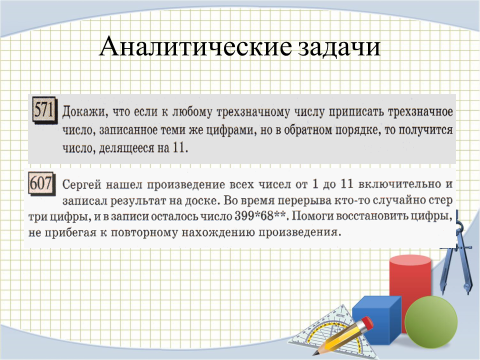 Аналитические задачи
571 Докажи, что если к любому трехзначному числу приписать трехзначное
число, записанное теми же цифрами, но в обратном порядке, то получится
число, делящееся на 11.
607 Сергей нашел произведение всех чисел от 1 до 11 включительно и
записал результат на доске. Во время перерыва кто-то случайно стер
три цифры, и в записи осталось число 399*68**. Помоги восстановить цифры,
не прибегая к повторному нахождению произведения.